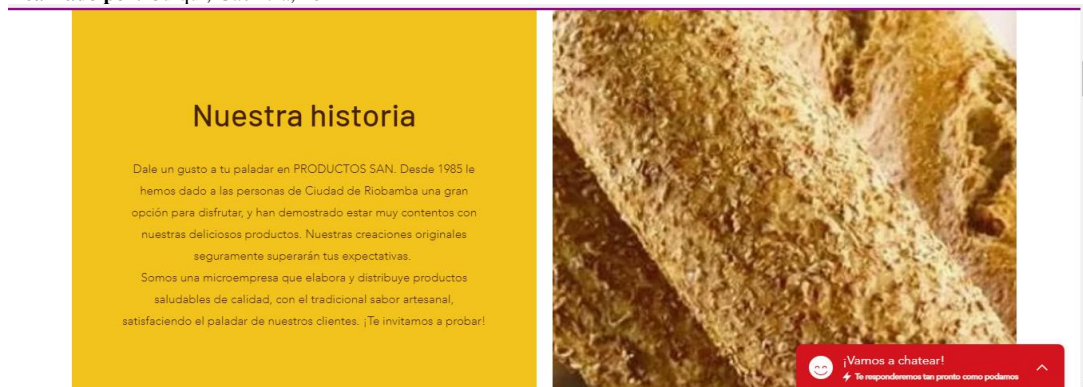 Nuestra historia
Dale un gusto a tu paladar en PRODUCTOS SAN. Desde 1985 le
hemos dado a las personas de Ciudad de Riobamba una gran
opción para disfrutar, y han demostrado estar muy contentos con
nuestras deliciosos productos. Nuestras creaciones originales
seguramente superarán tus expectativas.
Somos una microempresa que elabora y distribuye productos
saludables de calidad, con el tradicional sabor artesanal,
satisfaciendo el paladar de nuestros clientes. ¡Te invitamos a probar!
¡Vamos a chatear!
Te responderemos tan pronto como podamos